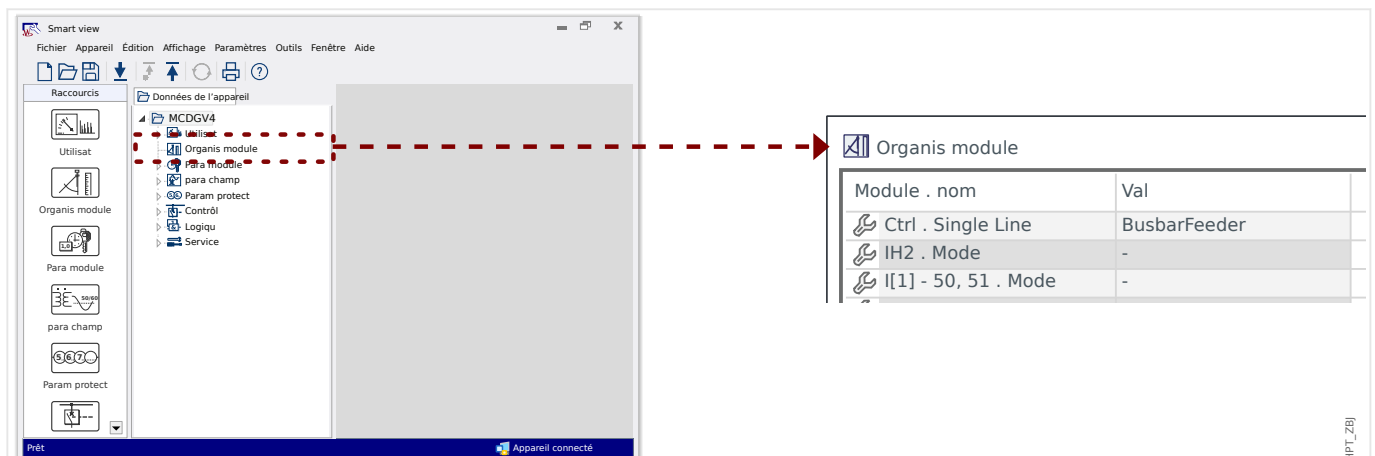 Smart view
Fichier Appareil Édition Affichage Paramètres Outils Fenêtre Aide
Raccourcis
Utilisat
Organis module
Para module
para champ
Param protect
Données de l'appareil
MCDGV4
Utilisat
Organis module
Para module
para champ
Param protect
Contrôl
Logiqu
Service
Prêt
Appareil connecté
Organis module
Module . nom Val
Ctrl . Single Line BusbarFeeder
IH2 . Mode -
I[1] - 50, 51 . Mode -